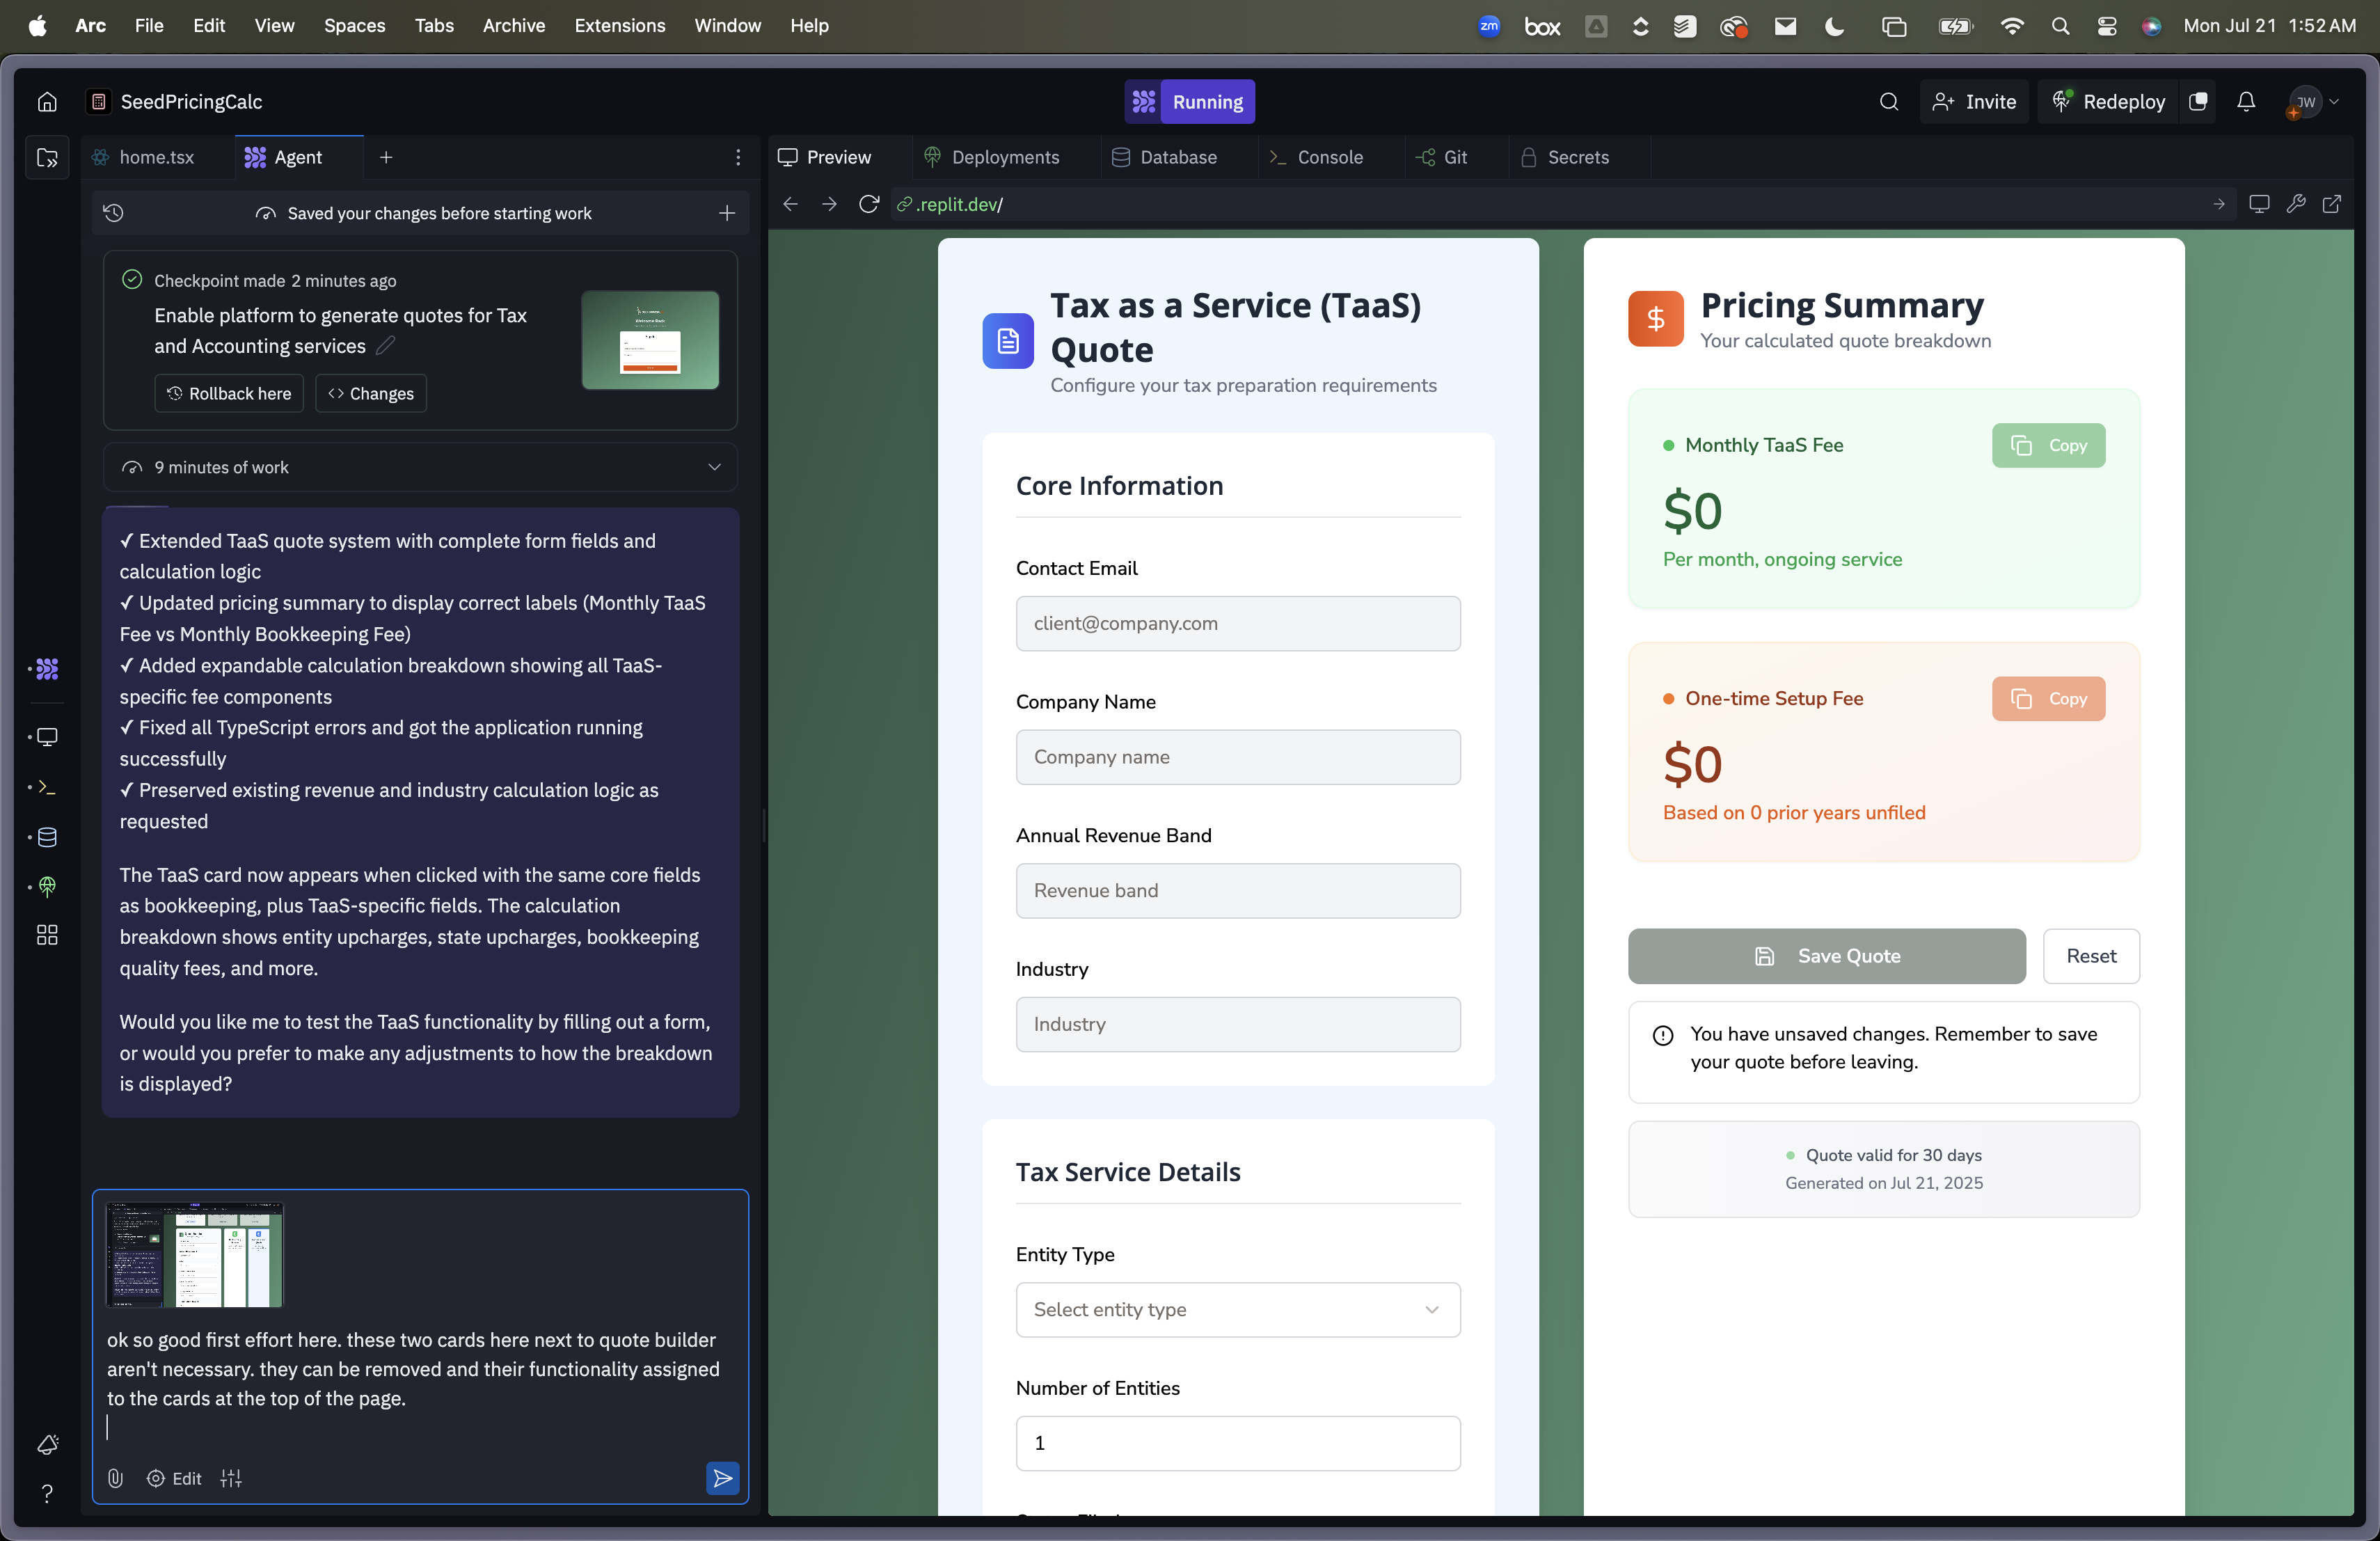 Arc File Edit View Spaces Tabs Archive Extensions Window Help
zm box Mon Jul 21 1:52 AM
SeedPricingCalc
Running
Invite
Redeploy
JW
home.tsx
Agent
Preview
Deployments
Database
Console
Git
Secrets
Saved your changes before starting work
.replit.dev/
Checkpoint made 2 minutes ago
Enable platform to generate quotes for Tax
and Accounting services
Rollback here
Changes
9 minutes of work
✓ Extended TaaS quote system with complete form fields and
calculation logic
✓ Updated pricing summary to display correct labels (Monthly TaaS
Fee vs Monthly Bookkeeping Fee)
✓ Added expandable calculation breakdown showing all TaaS-
specific fee components
✓ Fixed all TypeScript errors and got the application running
successfully
✓ Preserved existing revenue and industry calculation logic as
requested
The TaaS card now appears when clicked with the same core fields
as bookkeeping, plus TaaS-specific fields. The calculation
breakdown shows entity upcharges, state upcharges, bookkeeping
quality fees, and more.
Would you like me to test the TaaS functionality by filling out a form,
or would you prefer to make any adjustments to how the breakdown
is displayed?
ok so good first effort here. these two cards here next to quote builder
aren't necessary. they can be removed and their functionality assigned
to the cards at the top of the page.
Edit
Tax as a Service (TaaS)
Quote
Configure your tax preparation requirements
Core Information
Contact Email
client@company.com
Company Name
Company name
Annual Revenue Band
Revenue band
Industry
Industry
Tax Service Details
Entity Type
Select entity type
Number of Entities
1
Pricing Summary
Your calculated quote breakdown
Monthly TaaS Fee
Copy
$0
Per month, ongoing service
One-time Setup Fee
Copy
$0
Based on 0 prior years unfiled
Save Quote
Reset
You have unsaved changes. Remember to save
your quote before leaving.
Quote valid for 30 days
Generated on Jul 21, 2025